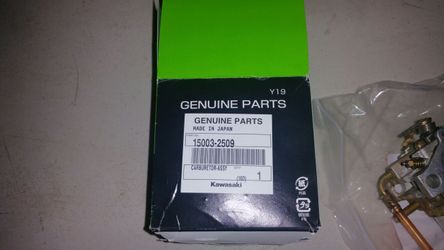 Y19
GENUINE PARTS
GENUINE PARTS
MADE IN JAPAN
15003-2509
CARBURETOR-ASSY
1
Kawasaki